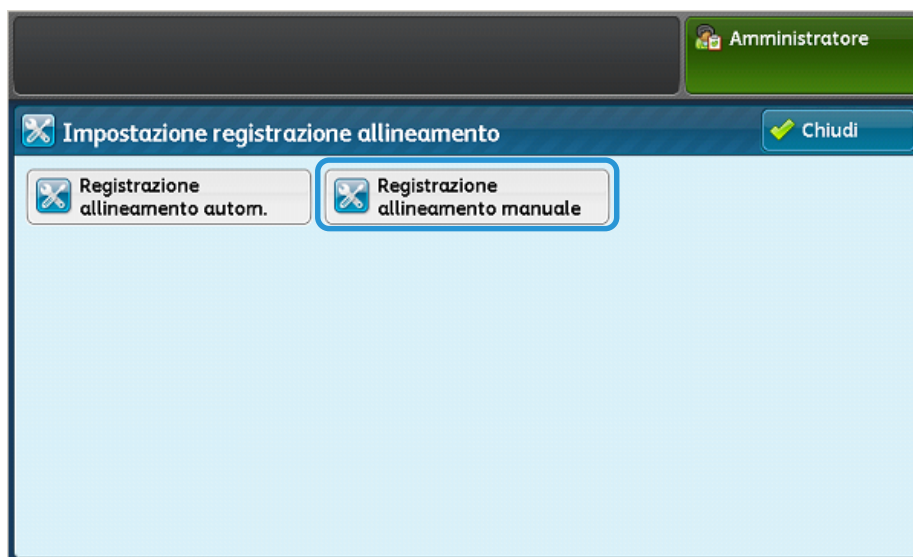 Amministratore
Impostazione registrazione allineamento
Chiudi
Registrazione
allineamento autom.
Registrazione
allineamento manuale